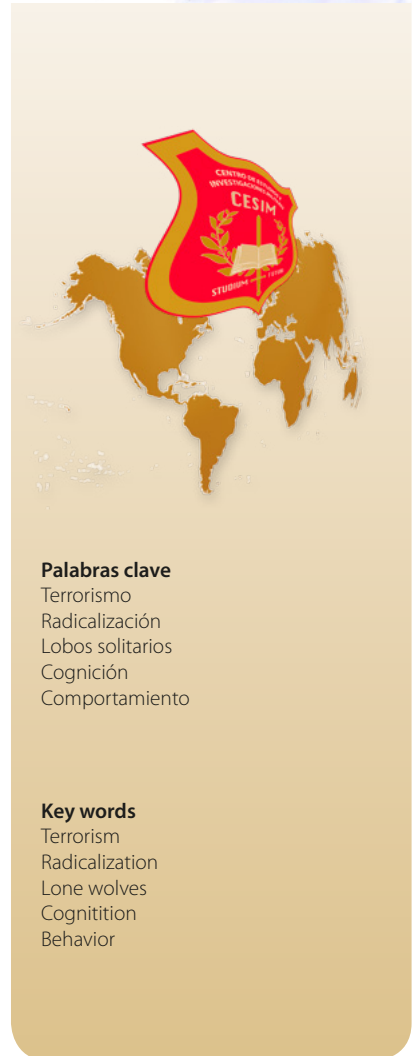 CENTRO DE ESTUDIOS E
INVESTIGACIONES
CESIM
STUDIUM FUTURI
Palabras clave
Terrorismo
Radicalización
Lobos solitarios
Cognición
Comportamiento
Key words
Terrorism
Radicalization
Lone wolves
Cognitition
Behavior